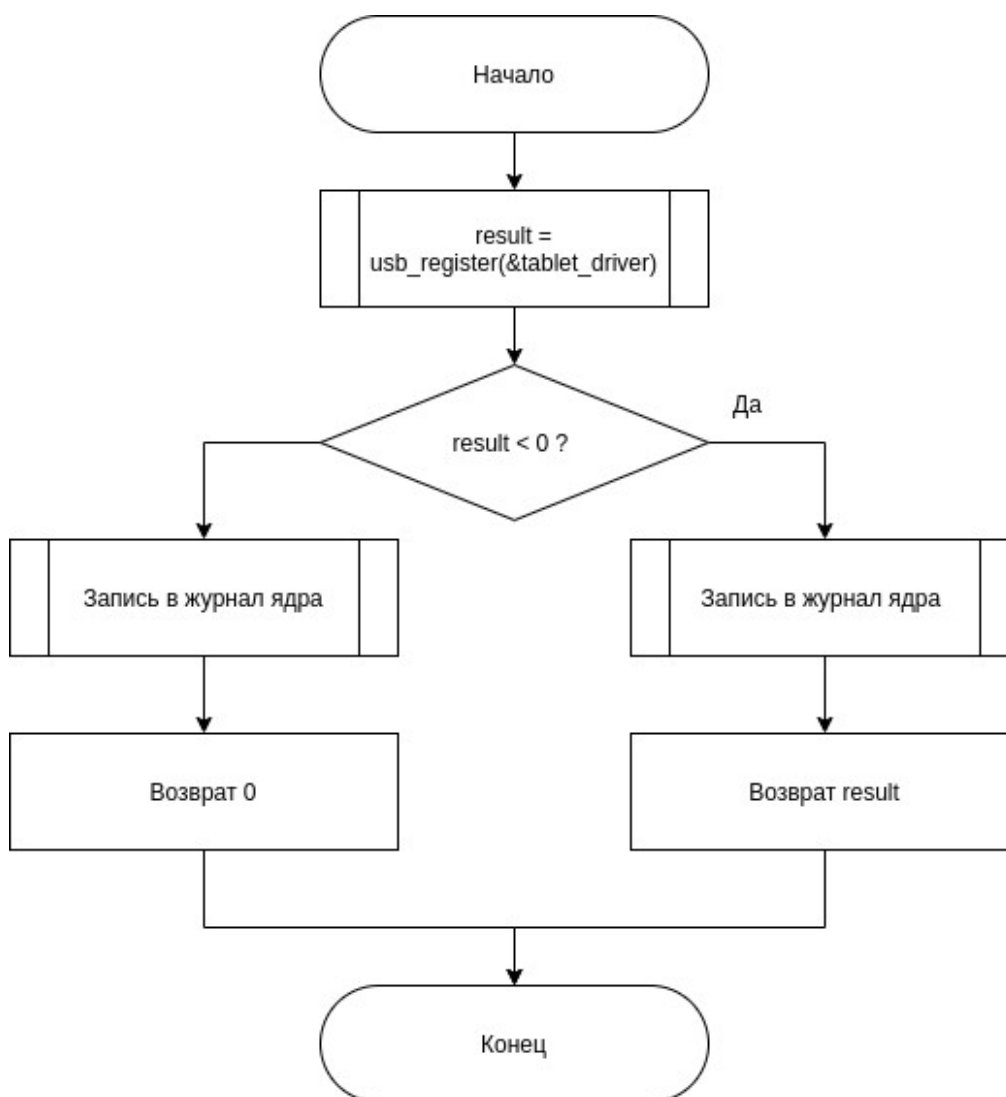 Начало
result =
usb_register(&tablet_driver)
Да
result < 0 ?
Запись в журнал ядра
Запись в журнал ядра
Возврат 0
Возврат result
Конец